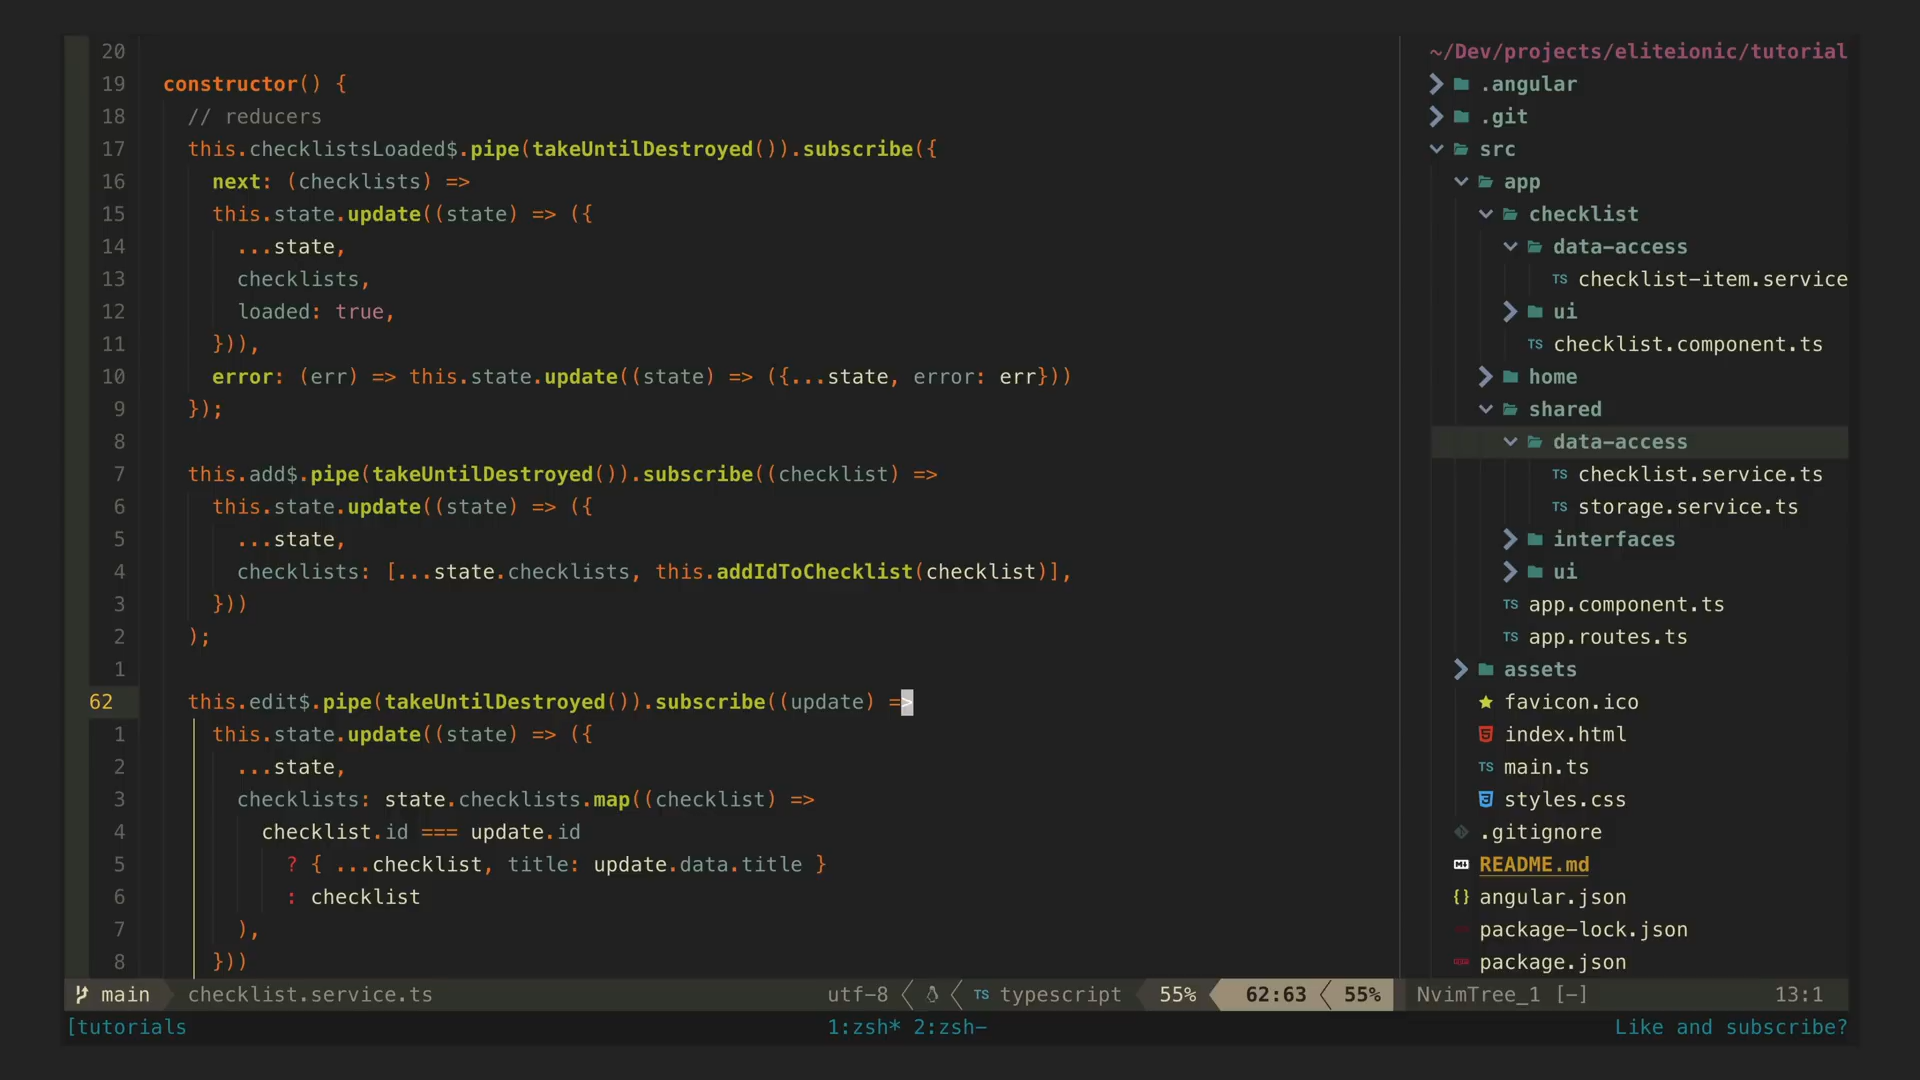 20
19 constructor() {
18 // reducers
17 this.checklistsLoaded$.pipe(takeUntilDestroyed()).subscribe({
16 next: (checklists) =>
15 this.state.update((state) => ({
14 ...state,
13 checklists,
12 loaded: true,
11 })),
10 error: (err) => this.state.update((state) => ({...state, error: err}))
9 });
8
7 this.add$.pipe(takeUntilDestroyed()).subscribe((checklist) =>
6 this.state.update((state) => ({
5 ...state,
4 checklists: [...state.checklists, this.addIdToChecklist(checklist)],
3 }))
2 );
1
62 this.edit$.pipe(takeUntilDestroyed()).subscribe((update) =>
1 this.state.update((state) => ({
2 ...state,
3 checklists: state.checklists.map((checklist) =>
4 checklist.id === update.id
5 ? { ...checklist, title: update.data.title }
6 : checklist
7 ),
8 }))
~/Dev/projects/eliteionic/tutorial
.angular
.git
src
app
checklist
data-access
TS checklist-item.service
ui
TS checklist.component.ts
home
shared
data-access
TS checklist.service.ts
TS storage.service.ts
interfaces
ui
TS app.component.ts
TS app.routes.ts
assets
favicon.ico
index.html
TS main.ts
styles.css
.gitignore
README.md
{} angular.json
package-lock.json
package.json
main checklist.service.ts utf-8 TS typescript 55% 62:63 55% NvimTree_1 [-] 13:1
[tutorials 1:zsh* 2:zsh- Like and subscribe?